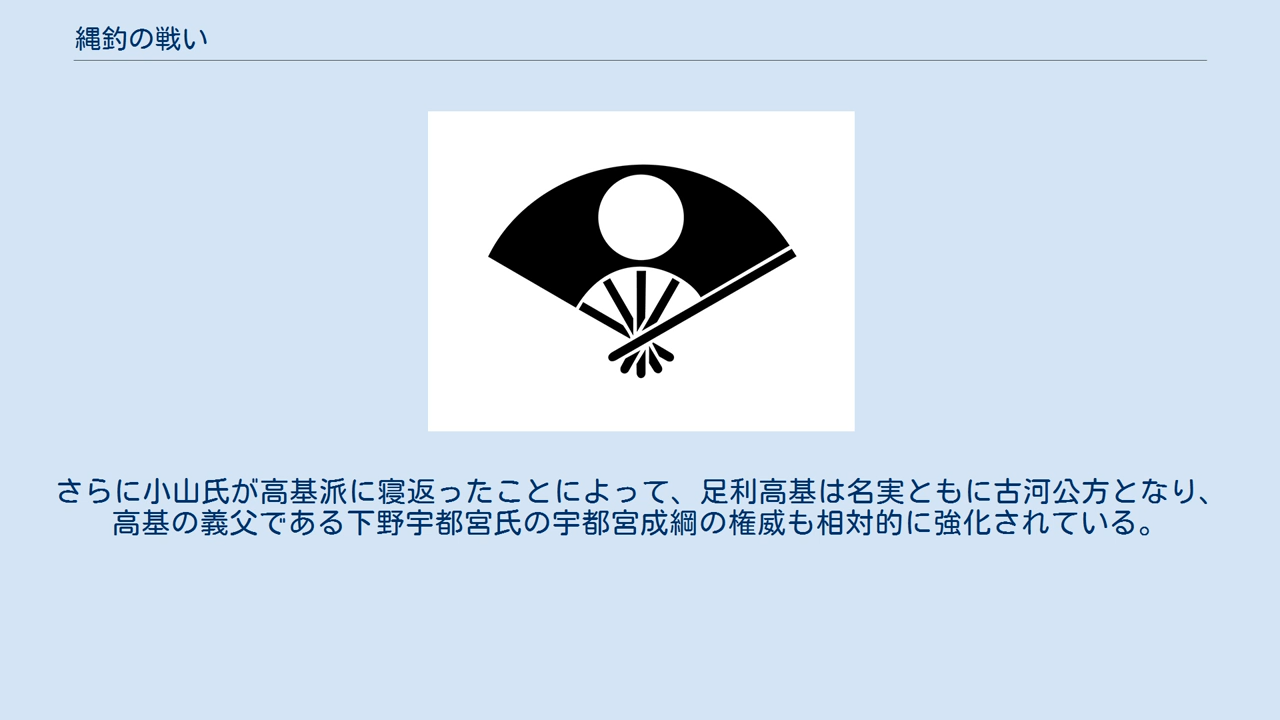 縄釣の戦い
さらに小山氏が高基派に寝返ったことによって、足利高基は名実ともに古河公方となり、
高基の義父である下野宇都宮氏の宇都宮成綱の権威も相対的に強化されている。